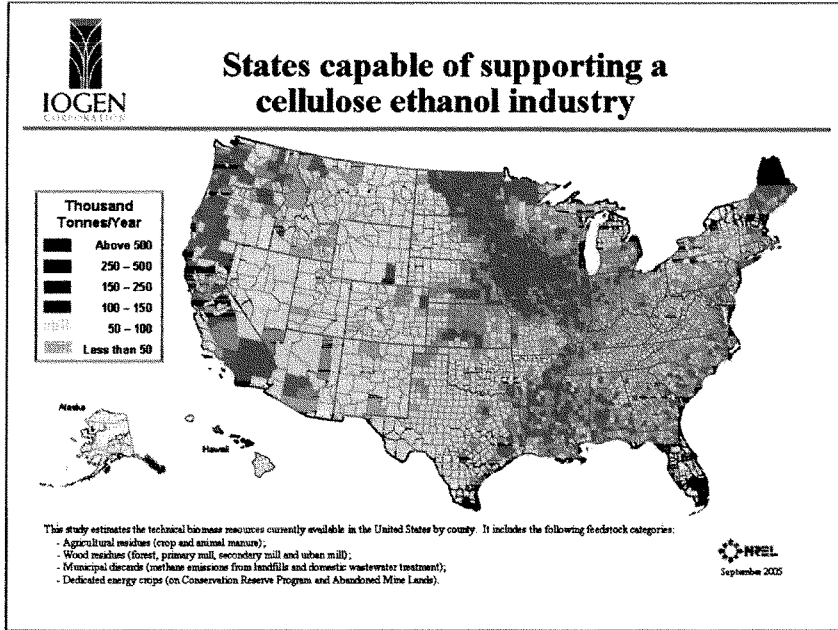 IOGEN
CORPORATION
States capable of supporting a
cellulose ethanol industry
Thousand
Tonnes/Year
Above 500
250 – 500
150 – 250
100 – 150
50 – 100
Less than 50
Alaska
Hawaii
This study estimates the technical biomass resources currently available in the United States by county. It includes the following feedstock categories:
- Agricultural residues (crop and animal manure);
- Wood residues (forest, primary mill, secondary mill and urban mill);
- Municipal discards (methane emissions from landfills and domestic wastewater treatment);
- Dedicated energy crops (on Conservation Reserve Program and Abandoned Mine Lands).
NREL
September 2005